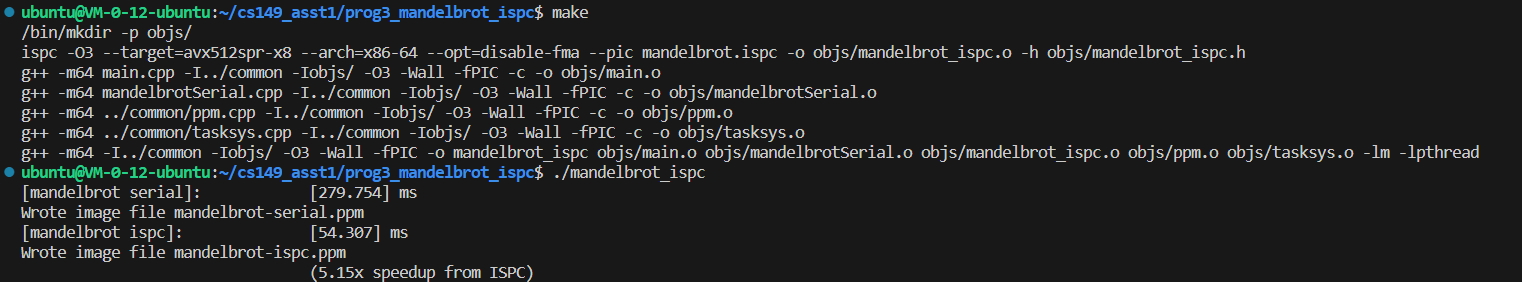 ubuntu@VM-0-12-ubuntu:~/cs149_asst1/prog3_mandelbrot_ispc$ make
/bin/mkdir -p objs/
ispc -O3 --target=avx512spr-x8 --arch=x86-64 --opt=disable-fma --pic mandelbrot.ispc -o objs/mandelbrot_ispc.o -h objs/mandelbrot_ispc.h
g++ -m64 main.cpp -I../common -Iobjs/ -O3 -Wall -fPIC -c -o objs/main.o
g++ -m64 mandelbrotSerial.cpp -I../common -Iobjs/ -O3 -Wall -fPIC -c -o objs/mandelbrotSerial.o
g++ -m64 ../common/ppm.cpp -I../common -Iobjs/ -O3 -Wall -fPIC -c -o objs/ppm.o
g++ -m64 ../common/tasksys.cpp -I../common -Iobjs/ -O3 -Wall -fPIC -c -o objs/tasksys.o
g++ -m64 -I../common -Iobjs/ -O3 -Wall -fPIC -o mandelbrot_ispc objs/main.o objs/mandelbrotSerial.o objs/mandelbrot_ispc.o objs/ppm.o objs/tasksys.o -lm -lpthread
ubuntu@VM-0-12-ubuntu:~/cs149_asst1/prog3_mandelbrot_ispc$ ./mandelbrot_ispc
[mandelbrot serial]:            [279.754] ms
Wrote image file mandelbrot-serial.ppm
[mandelbrot ispc]:              [54.307] ms
Wrote image file mandelbrot-ispc.ppm
                                (5.15x speedup from ISPC)